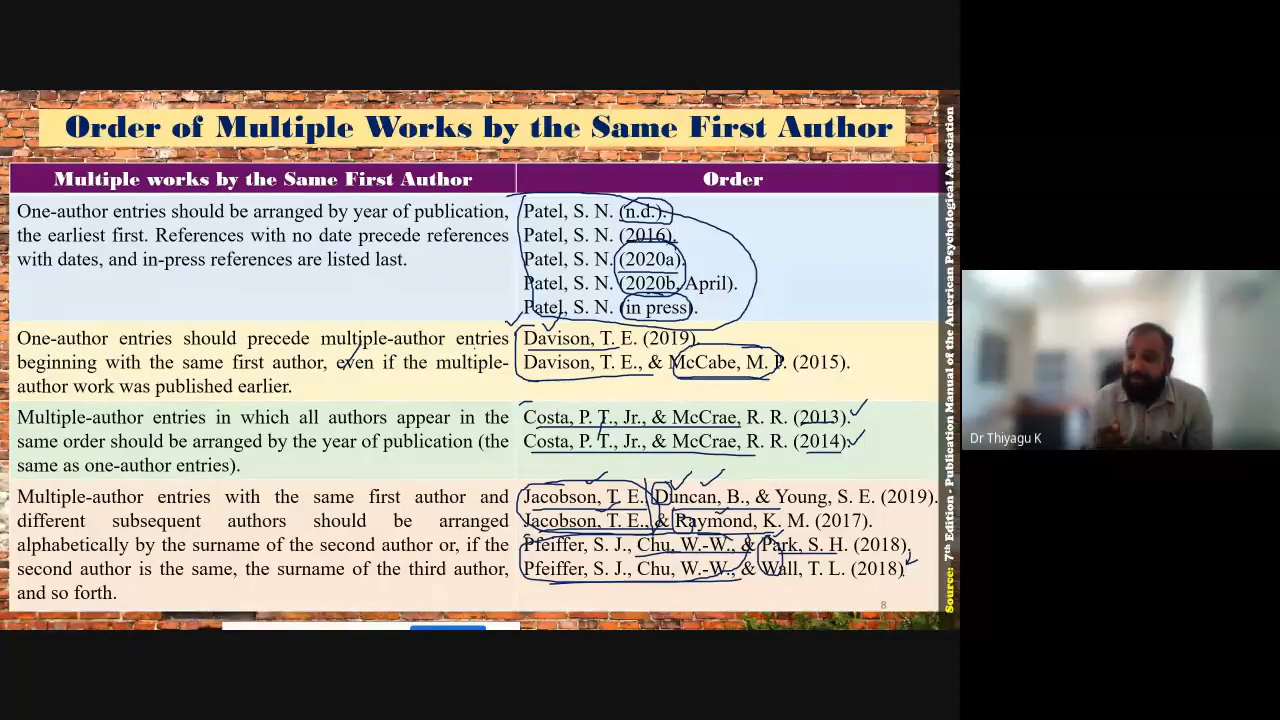 Order of Multiple Works by the Same First Author
Multiple works by the Same First Author
Order
One-author entries should be arranged by year of publication,
the earliest first. References with no date precede references
with dates, and in-press references are listed last.
Patel, S. N. (n.d.).
Patel, S. N. (2016).
Patel, S. N. (2020a).
Patel, S. N. (2020b, April).
Patel, S. N. (in press).
One-author entries should precede multiple-author entries
beginning with the same first author, even if the multiple-
author work was published earlier.
Davison, T. E. (2019).
Davison, T. E., & McCabe, M. P. (2015).
Multiple-author entries in which all authors appear in the
same order should be arranged by the year of publication (the
same as one-author entries).
Costa, P. T., Jr., & McCrae, R. R. (2013).
Costa, P. T., Jr., & McCrae, R. R. (2014).
Multiple-author entries with the same first author and
different subsequent authors should be arranged
alphabetically by the surname of the second author or, if the
second author is the same, the surname of the third author,
and so forth.
Jacobson, T. E., Duncan, B., & Young, S. E. (2019).
Jacobson, T. E., & Raymond, K. M. (2017).
Pfeiffer, S. J., Chu, W.-W., & Park, S. H. (2018).
Pfeiffer, S. J., Chu, W.-W., & Wall, T. L. (2018).
8
Source: 7th Edition - Publication Manual of the American Psychological Association
Dr Thiyagu K